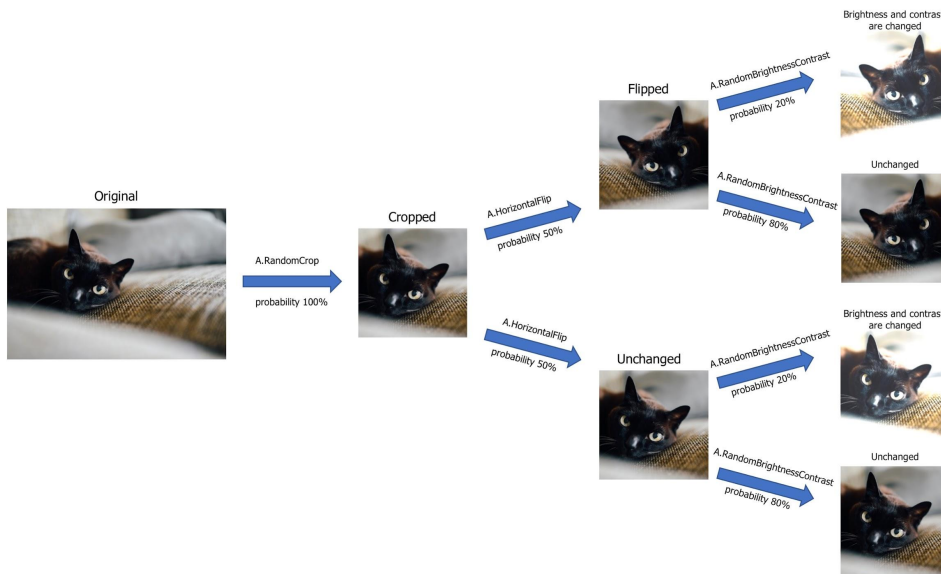 Original
A.RandomCrop
probability 100%
Cropped
A.HorizontalFlip
probability 50%
A.HorizontalFlip
probability 50%
Flipped
Unchanged
A.RandomBrightnessContrast
probability 20%
A.RandomBrightnessContrast
probability 80%
A.RandomBrightnessContrast
probability 20%
A.RandomBrightnessContrast
probability 80%
Brightness and contras
are changed
Unchanged
Brightness and contras
are changed
Unchanged